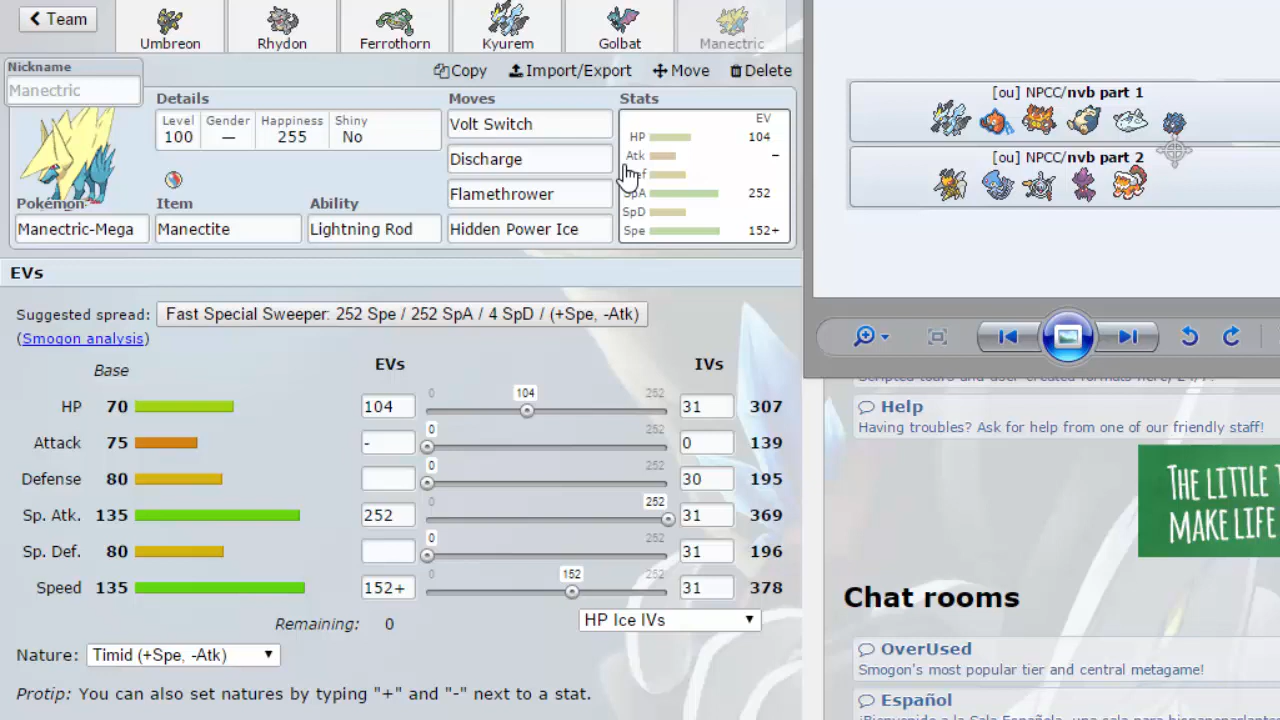 Team
Umbreon
Rhydon
Ferrothorn
Kyurem
Golbat
Manectric
Nickname
Manectric
Copy
Import/Export
Move
Delete
Details
Level
100
Gender
—
Happiness
255
Shiny
No
Pokémon
Manectric-Mega
Item
Manectite
Ability
Lightning Rod
Moves
Volt Switch
Discharge
Flamethrower
Hidden Power Ice
Stats
EV
HP 104
Atk –
SpA 252
SpD
Spe 152+
EVs
Suggested spread: Fast Special Sweeper: 252 Spe / 252 SpA / 4 SpD / (+Spe, -Atk)
(Smogon analysis)
Base EVs IVs
HP 70 104 0 104 252 31 307
Attack 75 - 0 252 0 139
Defense 80 0 252 30 195
Sp. Atk. 135 252 0 252 31 369
Sp. Def. 80 0 252 31 196
Speed 135 152+ 0 152 252 31 378
Remaining: 0
HP Ice IVs
Nature: Timid (+Spe, -Atk)
Protip: You can also set natures by typing "+" and "-" next to a stat.
[ou] NPCC/nvb part 1
[ou] NPCC/nvb part 2
Help
Having troubles? Ask for help from one of our friendly staff!
THE LITTLE
MAKE LIFE
Chat rooms
OverUsed
Smogon's most popular tier and central metagame!
Español